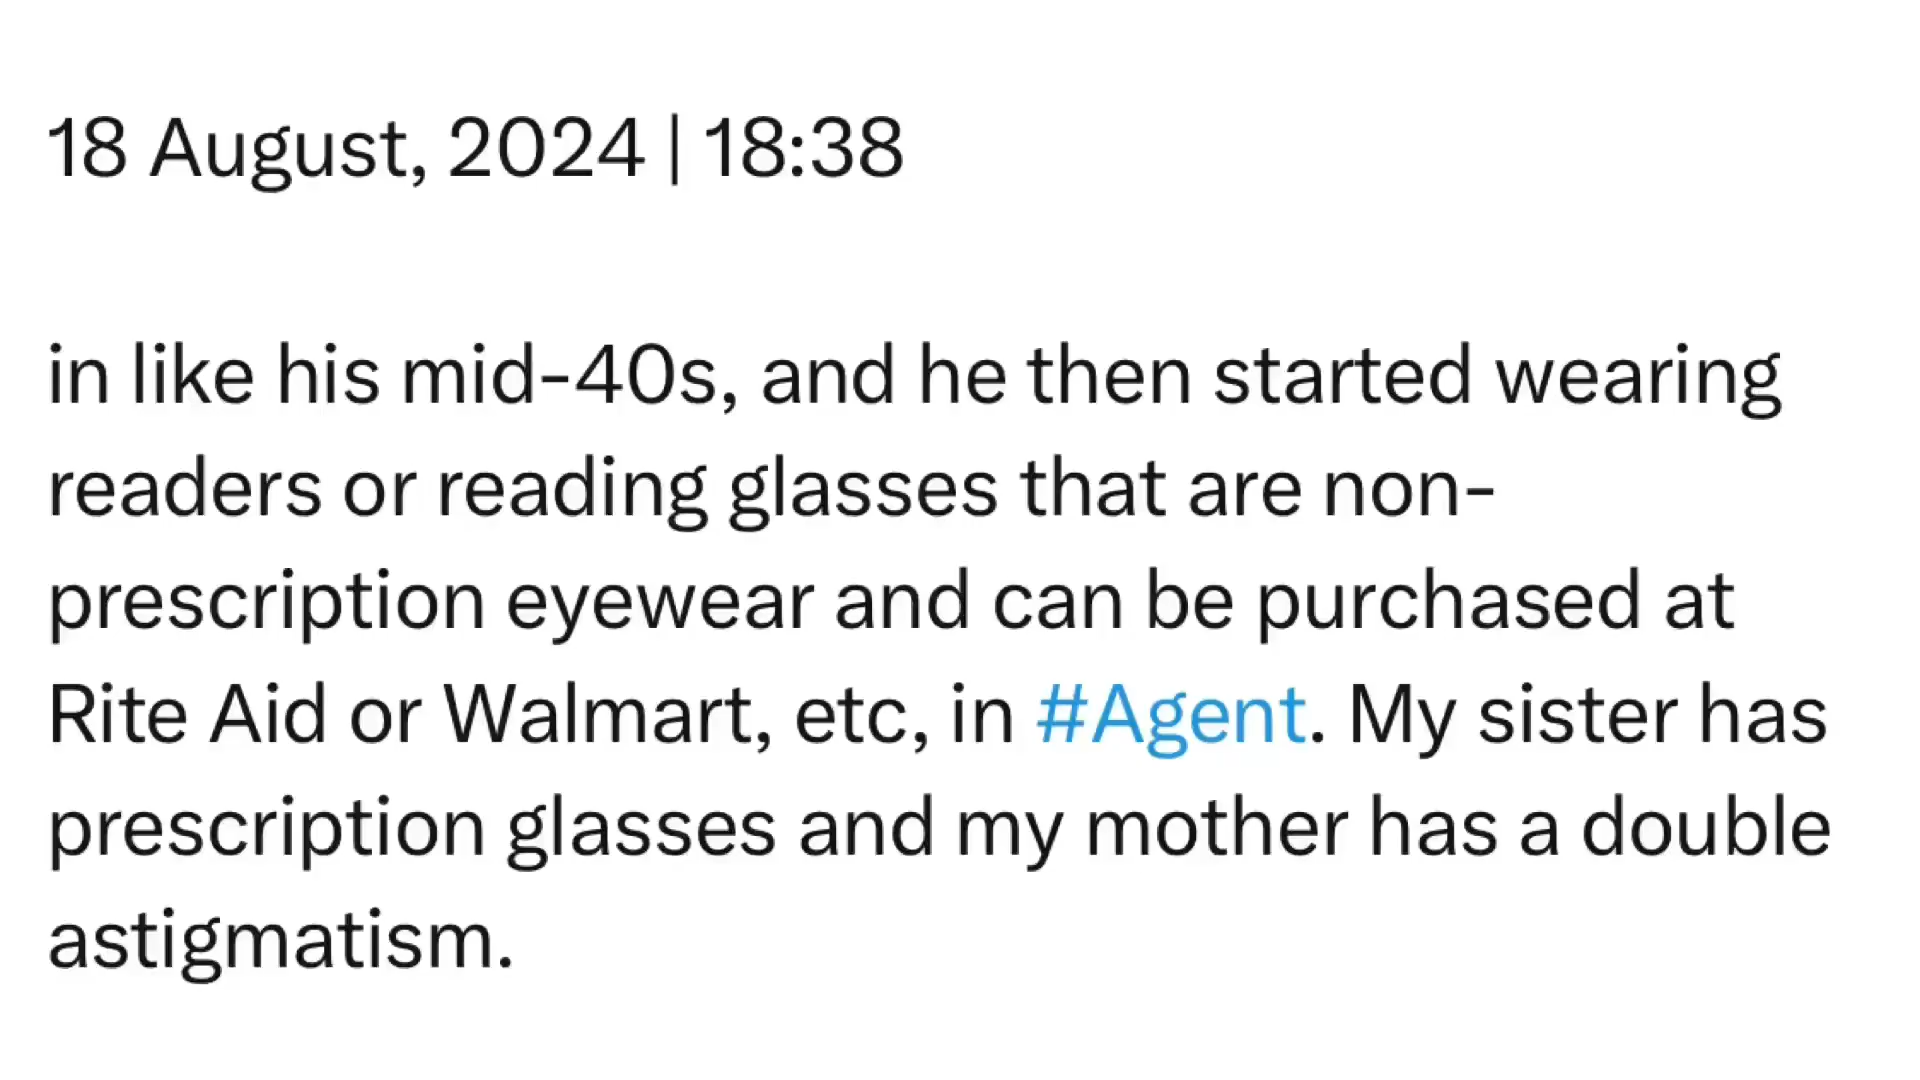 18 August, 2024 | 18:38
in like his mid-40s, and he then started wearing
readers or reading glasses that are non-
prescription eyewear and can be purchased at
Rite Aid or Walmart, etc, in #Agent. My sister has
prescription glasses and my mother has a double
astigmatism.